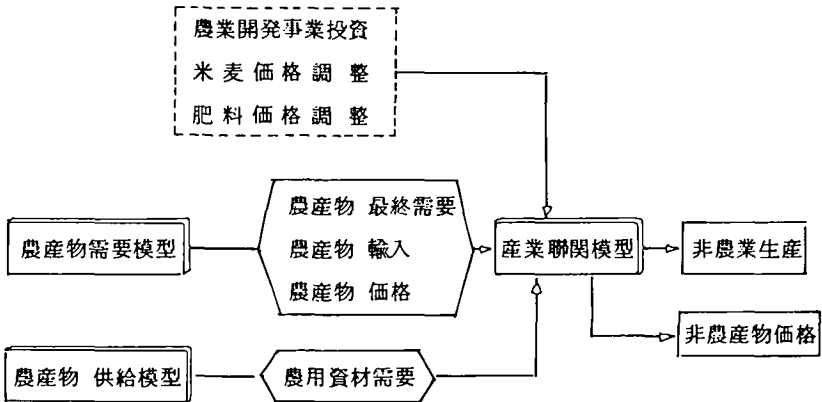 農業開発事業投資
米麦価格調整
肥料価格調整
農産物 最終需要
農産物需要模型
農産物 輸入
産業聯関模型
非農業生産
農産物 価格
非農産物価格
農産物 供給模型
農用資材需要